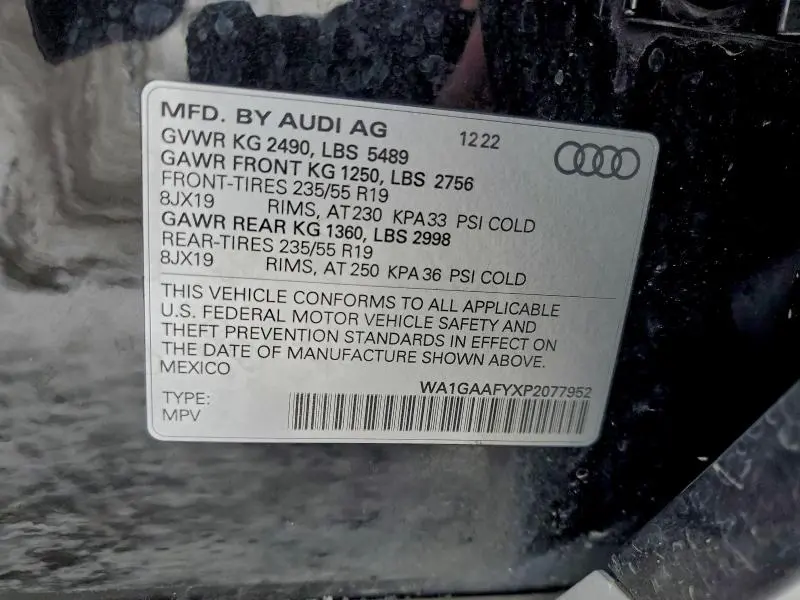 MFD. BY AUDI AG 12 22
GVWR KG 2490, LBS 5489
GAWR FRONT KG 1250, LBS 2756
FRONT-TIRES 235/55 R19
8JX19 RIMS, AT 230 KPA 33 PSI COLD
GAWR REAR KG 1360, LBS 2998
REAR-TIRES 235/55 R19
8JX19 RIMS, AT 250 KPA 36 PSI COLD
THIS VEHICLE CONFORMS TO ALL APPLICABLE
U.S. FEDERAL MOTOR VEHICLE SAFETY AND
THEFT PREVENTION STANDARDS IN EFFECT ON
THE DATE OF MANUFACTURE SHOWN ABOVE.
MEXICO
WA1GAAFYXP2077952
TYPE:
MPV